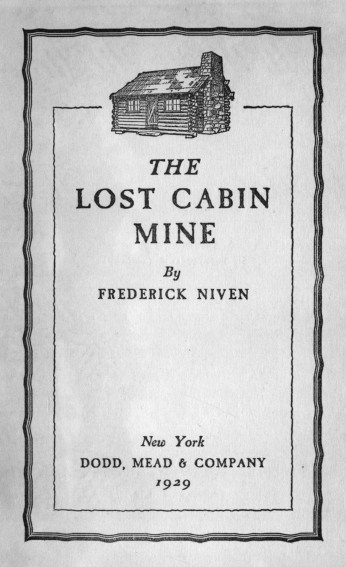 THE
LOST CABIN
MINE
By
FREDERICK NIVEN
New York
DODD, MEAD & COMPANY
1929